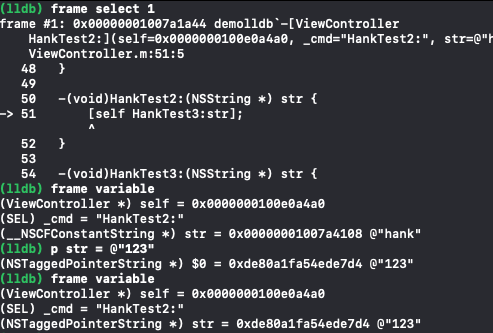 (lldb) frame select 1
frame #1: 0x00000001007a1a44 demolldb`-[ViewController
HankTest2:](self=0x0000000100e0a4a0, _cmd="HankTest2:", str=@"h
ViewController.m:51:5
48 }
49
50 -(void)HankTest2:(NSString *) str {
-> 51 [self HankTest3:str];
^
52 }
53
54 -(void)HankTest3:(NSString *) str {
(lldb) frame variable
(ViewController *) self = 0x0000000100e0a4a0
(SEL) _cmd = "HankTest2:"
(__NSCFConstantString *) str = 0x00000001007a4108 @"hank"
(lldb) p str = @"123"
(NSTaggedPointerString *) $0 = 0xde80a1fa54ede7d4 @"123"
(lldb) frame variable
(ViewController *) self = 0x0000000100e0a4a0
(SEL) _cmd = "HankTest2:"
(NSTaggedPointerString *) str = 0xde80a1fa54ede7d4 @"123"